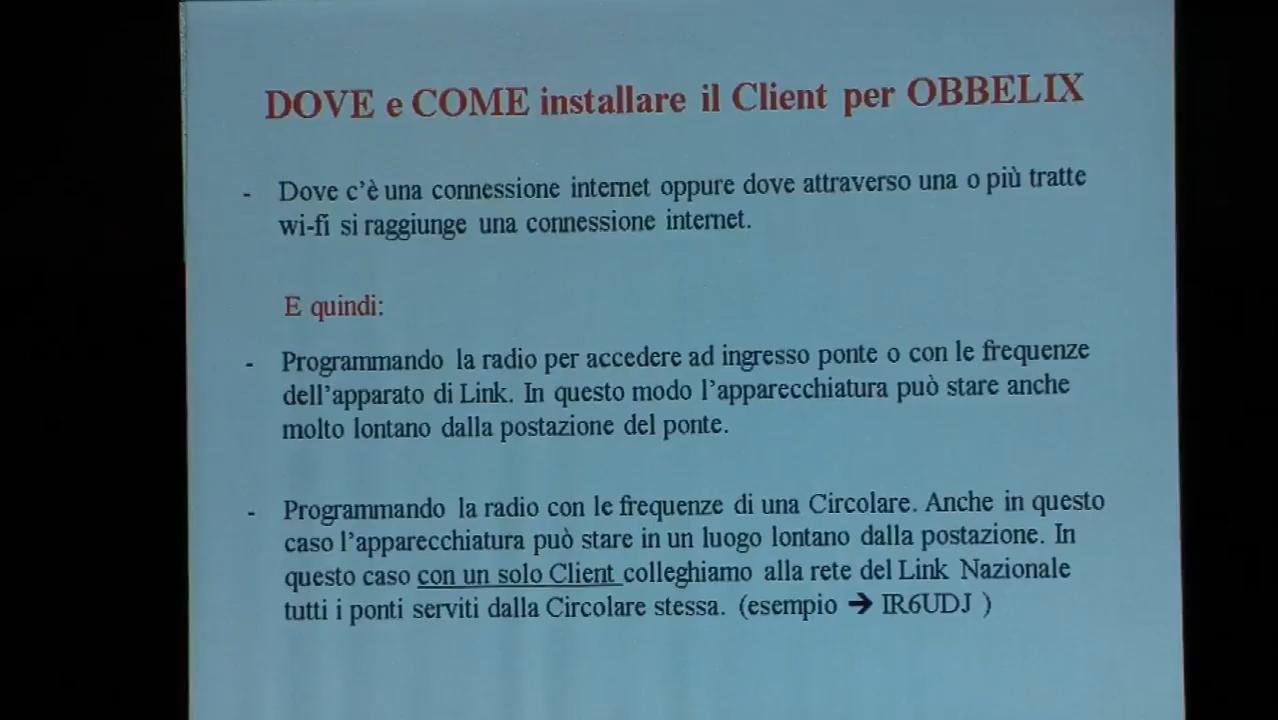 DOVE e COME installare il Client per OBBELIX
- Dove c'è una connessione internet oppure dove attraverso una o più tratte
wi-fi si raggiunge una connessione internet.
E quindi:
- Programmando la radio per accedere ad ingresso ponte o con le frequenze
dell'apparato di Link. In questo modo l'apparecchiatura può stare anche
molto lontano dalla postazione del ponte.
- Programmando la radio con le frequenze di una Circolare. Anche in questo
caso l'apparecchiatura può stare in un luogo lontano dalla postazione. In
questo caso con un solo Client colleghiamo alla rete del Link Nazionale
tutti i ponti serviti dalla Circolare stessa. (esempio ➔ IR6UDJ )